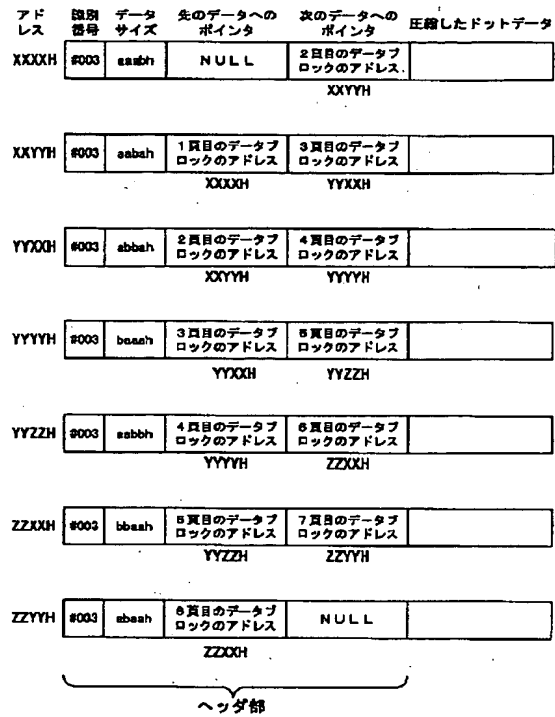 アド
レス
識別
番号
データ
サイズ
先のデータへの
ポインタ
次のデータへの
ポインタ
圧縮したドットデータ
XXXXH #003 aaabh NULL 2頁目のデータブ
ロックのアドレス
XXYYH
XXYYH #003 aabah 1頁目のデータブ 3頁目のデータブ
ロックのアドレス ロックのアドレス
XXXXH YYXXH
YYXXH #003 abbah 2頁目のデータブ 4頁目のデータブ
ロックのアドレス ロックのアドレス
XXYYH YYYYH
YYYYH #003 baaah 3頁目のデータブ 5頁目のデータブ
ロックのアドレス ロックのアドレス
YYXXH YYZZH
YYZZH #003 aabbh 4頁目のデータブ 6頁目のデータブ
ロックのアドレス ロックのアドレス
YYYYH ZZXXH
ZZXXH #003 bbaah 5頁目のデータブ 7頁目のデータブ
ロックのアドレス ロックのアドレス
YYZZH ZZYYH
ZZYYH #003 abaah 6頁目のデータブ NULL
ロックのアドレス
ZZXXH
ヘッダ部